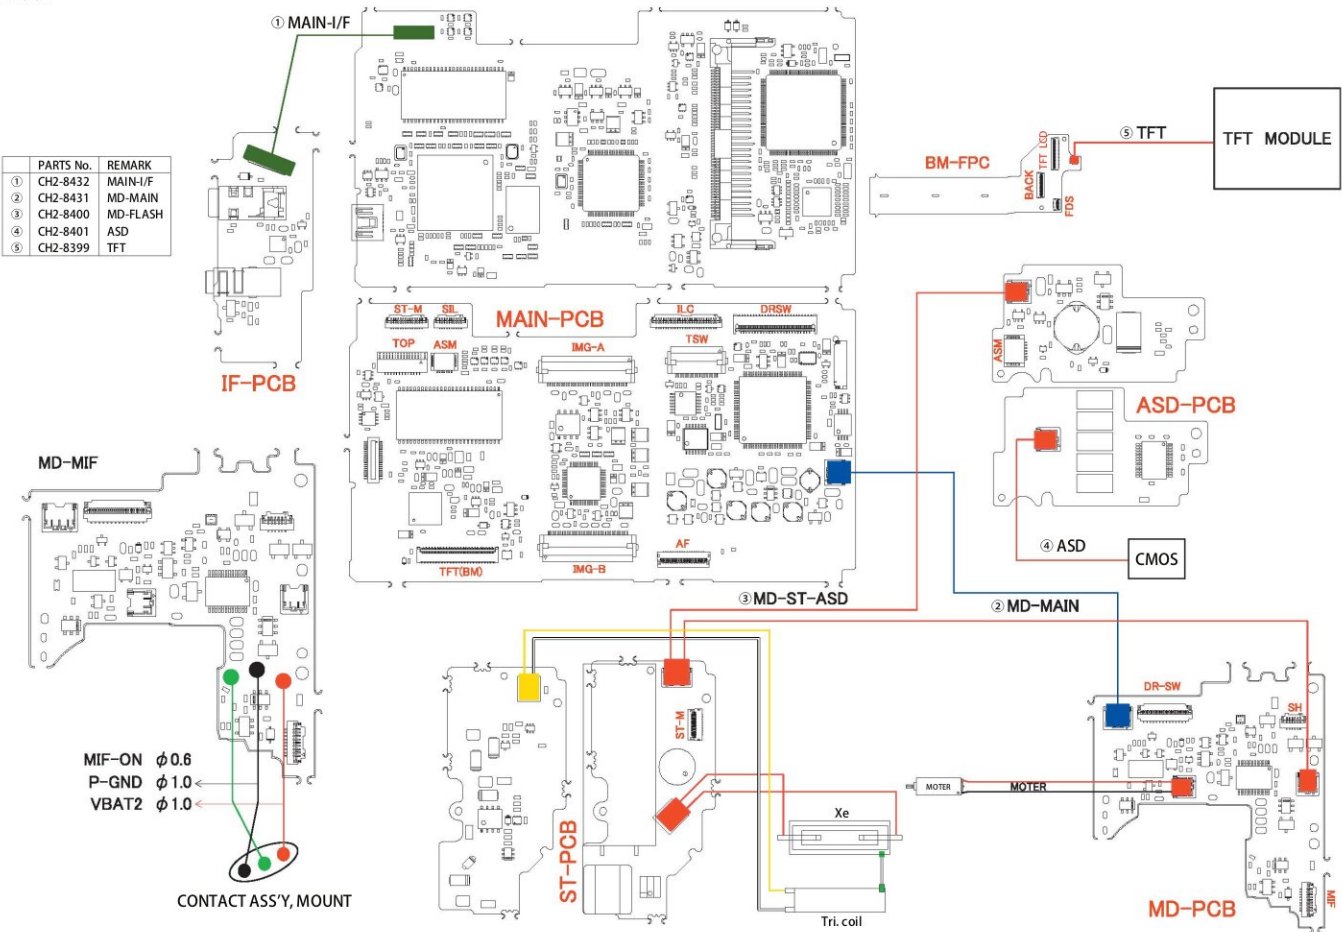 ① MAIN-I/F
PARTS No. REMARK
① CH2-8432 MAIN-I/F
② CH2-8431 MD-MAIN
③ CH2-8400 MD-FLASH
④ CH2-8401 ASD
⑤ CH2-8399 TFT
IF-PCB
BM-FPC
TFT LCD
BACK
FDS
⑤ TFT
TFT MODULE
ST-M
SIL
MAIN-PCB
ILC
DRSW
TOP
ASM
IMG-A
TSW
TFT(BM)
IMG-B
AF
ASM
ASD-PCB
④ ASD
CMOS
MD-MIF
MIF-ON φ0.6
P-GND φ1.0
VBAT2 φ1.0
CONTACT ASS'Y, MOUNT
③ MD-ST-ASD
② MD-MAIN
ST-M
ST-PCB
Xe
Tri. coil
MOTER
MOTER
DR-SW
SH
MIF
MD-PCB